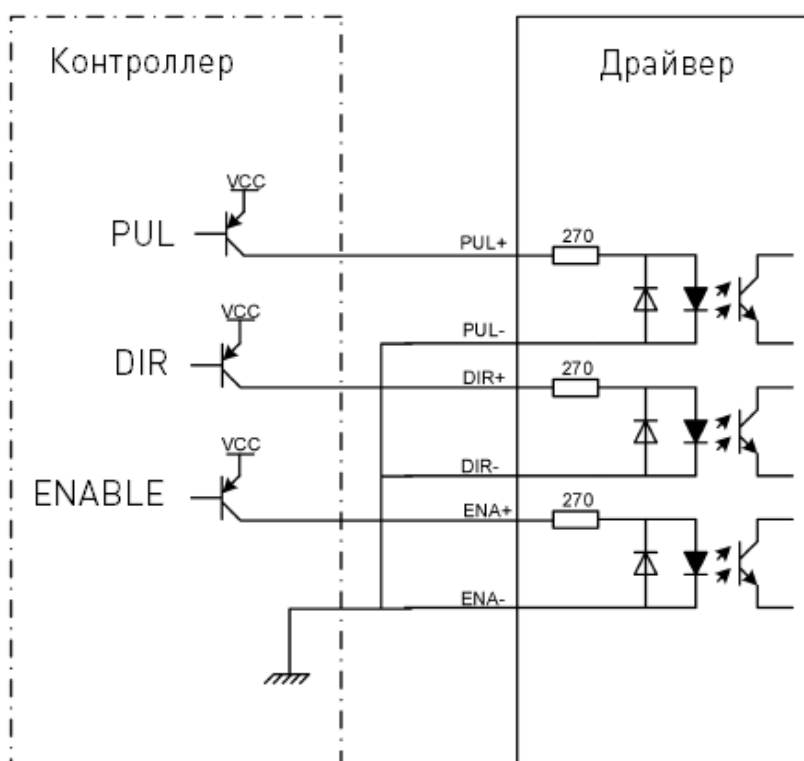 Контроллер
Драйвер
VCC
PUL
PUL+
270
PUL-
VCC
DIR
DIR+
270
DIR-
VCC
ENABLE
ENA+
270
ENA-